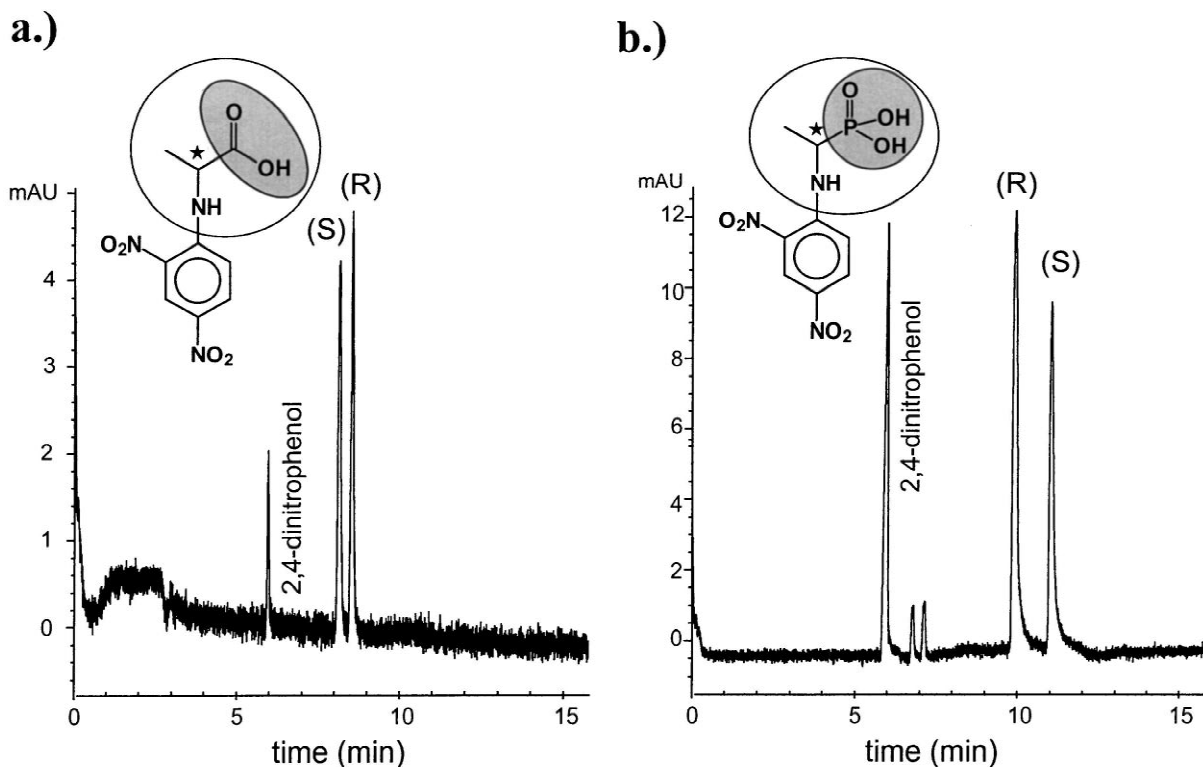 a.)
O
OH
★
NH
O₂N
NO₂
mAU
4
3
2
1
0
2,4-dinitrophenol
(S)
(R)
0
5
10
15
time (min)
b.)
O
P
OH
OH
★
NH
O₂N
NO₂
mAU
12
10
8
6
4
2
0
2,4-dinitrophenol
(R)
(S)
0
5
10
15
time (min)